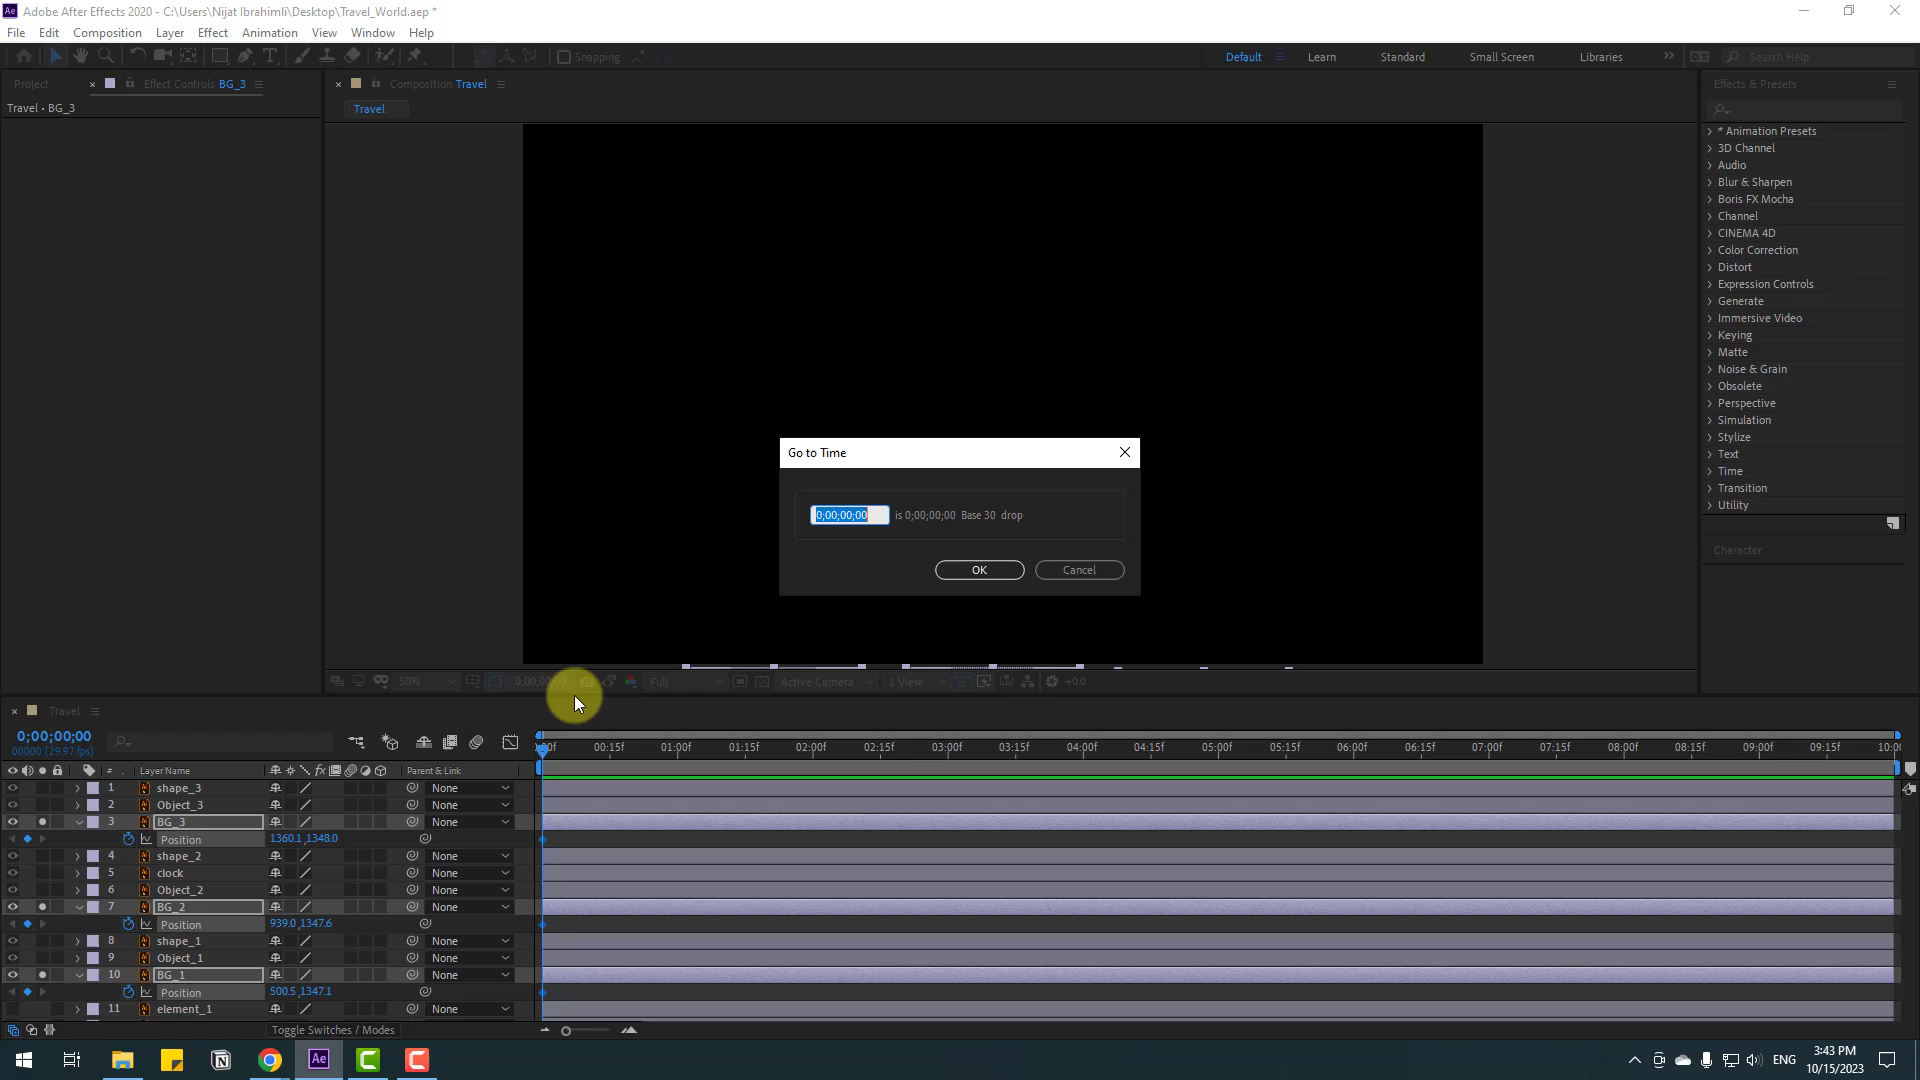 Adobe After Effects 2020 - C:\Users\Nijat Ibrahimli\Desktop\Travel_World.aep *
File Edit Composition Layer Effect Animation View Window Help
Snapping Default Learn Standard Small Screen Libraries Search Help
Project Effect Controls BG_3 Composition Travel Effects & Presets
Travel • BG_3 Travel
* Animation Presets
3D Channel
Audio
Blur & Sharpen
Boris FX Mocha
Channel
CINEMA 4D
Color Correction
Distort
Expression Controls
Generate
Immersive Video
Keying
Matte
Noise & Grain
Obsolete
Perspective
Simulation
Stylize
Text
Time
Transition
Utility
Character
Go to Time
0;00;00;00 is 0;00;00;00 Base 30 drop
OK Cancel
50% Full Active Camera 1 View +0.0
Travel
0;00;00;00
00000 (29.97 fps)
00:15f 01:00f 01:15f 02:00f 02:15f 03:00f 03:15f 04:00f 04:15f 05:00f 05:15f 06:00f 06:15f 07:00f 07:15f 08:00f 08:15f 09:00f 09:15f
# Layer Name Parent & Link
1 shape_3 None
2 Object_3 None
3 BG_3 None
Position 1360.1,1348.0
4 shape_2 None
5 clock None
6 Object_2 None
7 BG_2 None
Position 939.0,1347.6
8 shape_1 None
9 Object_1 None
10 BG_1 None
Position 500.5,1347.1
11 element_1 None
Toggle Switches / Modes
Ae ENG 3:43 PM
10/15/2023